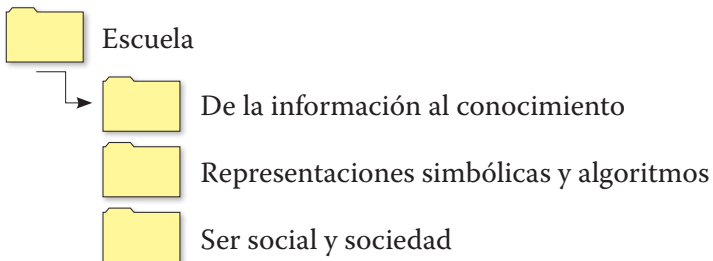 Escuela
De la información al conocimiento
Representaciones simbólicas y algoritmos
Ser social y sociedad